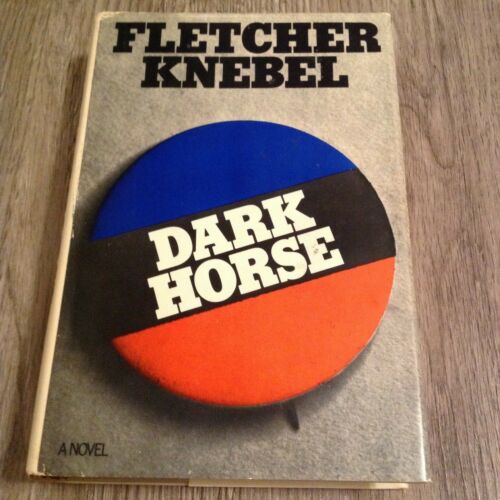 FLETCHER
KNEBEL
DARK
HORSE
A NOVEL